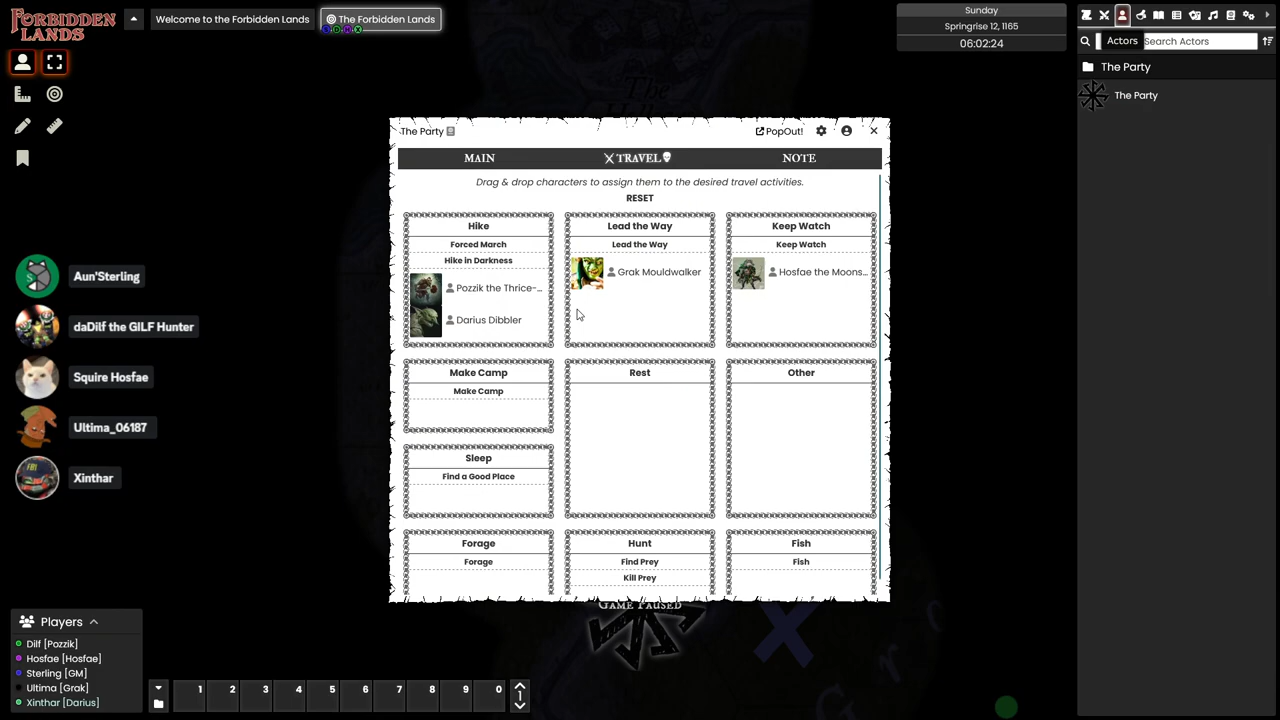 FORBIDDEN
LANDS
Welcome to the Forbidden Lands
The Forbidden Lands
Sunday
Springrise 12, 1165
06:02:24
Actors
Search Actors
The Party
The Party
The
The Party
PopOut!
MAIN
TRAVEL
NOTE
Drag & drop characters to assign them to the desired travel activities.
RESET
Hike
Forced March
Hike in Darkness
Pozzik the Thrice-...
Darius Dibbler
Lead the Way
Lead the Way
Grak Mouldwalker
Keep Watch
Keep Watch
Hosfae the Moons...
Make Camp
Make Camp
Rest
Other
Sleep
Find a Good Place
Forage
Forage
Hunt
Find Prey
Kill Prey
Fish
Fish
GAME PAUSED
Aun'Sterling
daDilf the GILF Hunter
Squire Hosfae
Ultima_06187
Xinthar
Players
Dilf [Pozzik]
Hosfae [Hosfae]
Sterling [GM]
Ultima [Grak]
Xinthar [Darius]
1 2 3 4 5 6 7 8 9 0
1